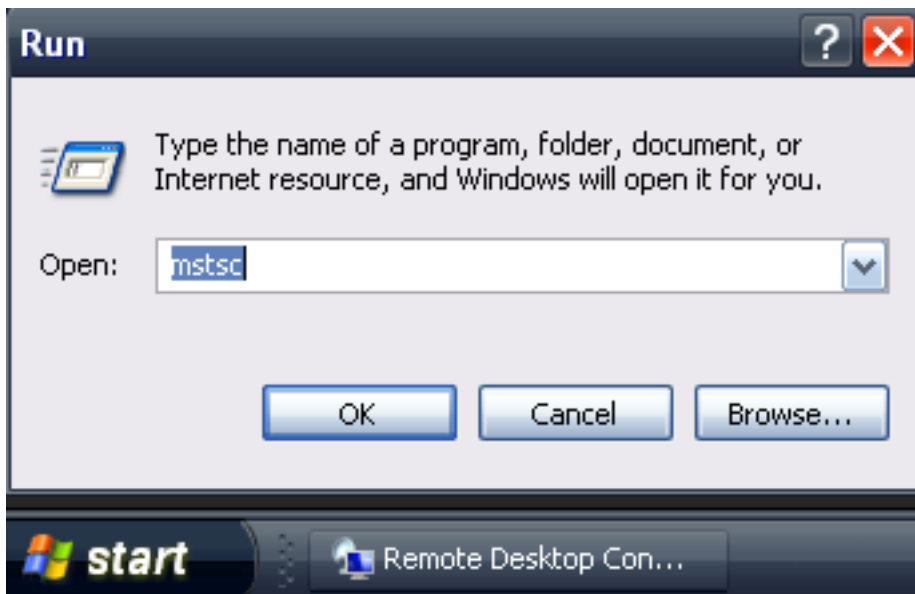 Run
Type the name of a program, folder, document, or
Internet resource, and Windows will open it for you.
Open: mstsc
OK Cancel Browse...
start Remote Desktop Con...